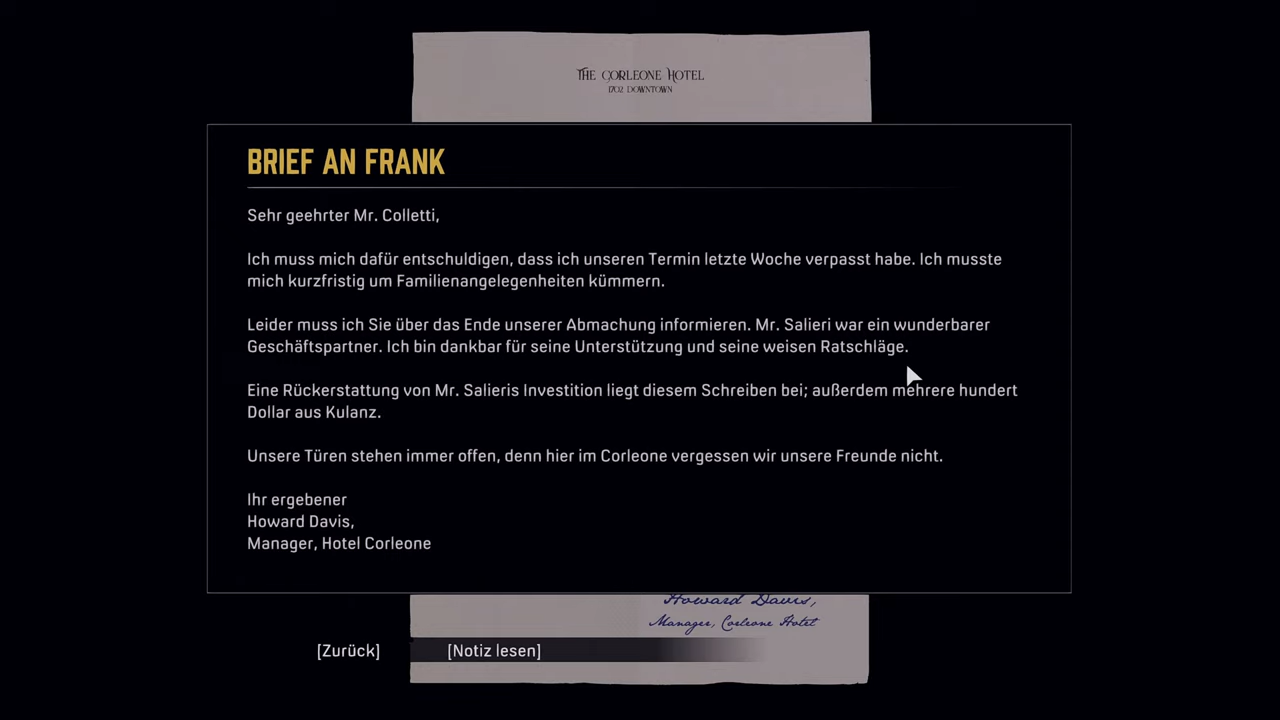 THE CORLEONE HOTEL
1702 DOWNTOWN
BRIEF AN FRANK
Sehr geehrter Mr. Colletti,
Ich muss mich dafür entschuldigen, dass ich unseren Termin letzte Woche verpasst habe. Ich musste
mich kurzfristig um Familienangelegenheiten kümmern.
Leider muss ich Sie über das Ende unserer Abmachung informieren. Mr. Salieri war ein wunderbarer
Geschäftspartner. Ich bin dankbar für seine Unterstützung und seine weisen Ratschläge.
Eine Rückerstattung von Mr. Salieris Investition liegt diesem Schreiben bei; außerdem mehrere hundert
Dollar aus Kulanz.
Unsere Türen stehen immer offen, denn hier im Corleone vergessen wir unsere Freunde nicht.
Ihr ergebener
Howard Davis,
Manager, Hotel Corleone
Howard Davis,
Manager, Corleone Hotel
[Zurück] [Notiz lesen]